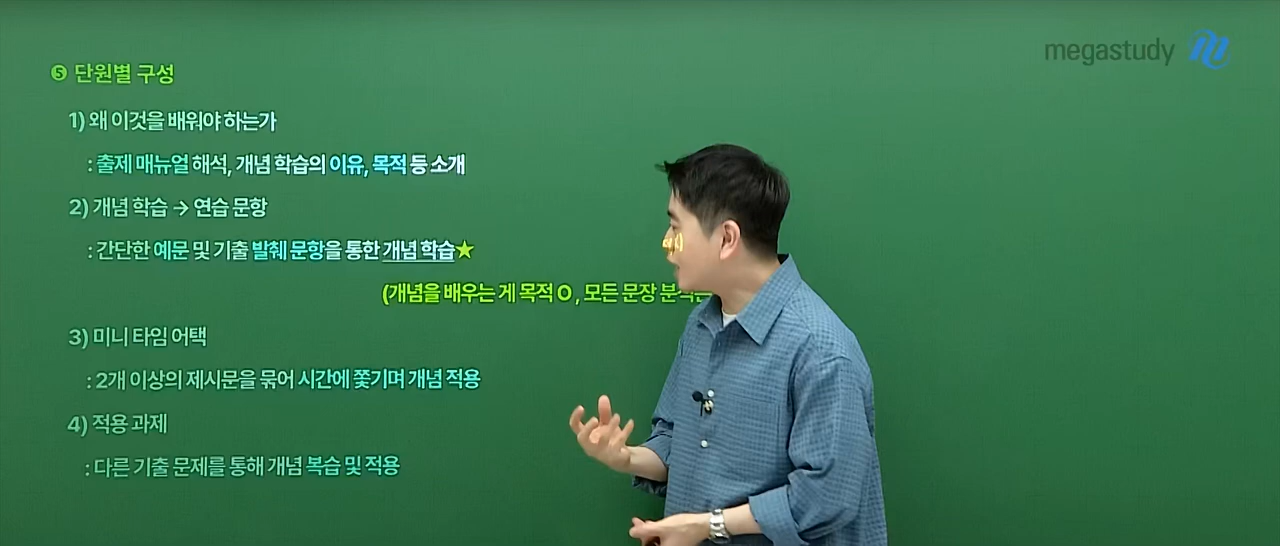 megastudy
❺ 단원별 구성
1) 왜 이것을 배워야 하는가
: 출제 매뉴얼 해석, 개념 학습의 이유, 목적 등 소개
2) 개념 학습 → 연습 문항
: 간단한 예문 및 기출 발췌 문항을 통한 개념 학습★
(개념을 배우는 게 목적 O, 모든 문장
3) 미니 타임 어택
: 2개 이상의 제시문을 묶어 시간에 쫓기며 개념 적용
4) 적용 과제
: 다른 기출 문제를 통해 개념 복습 및 적용